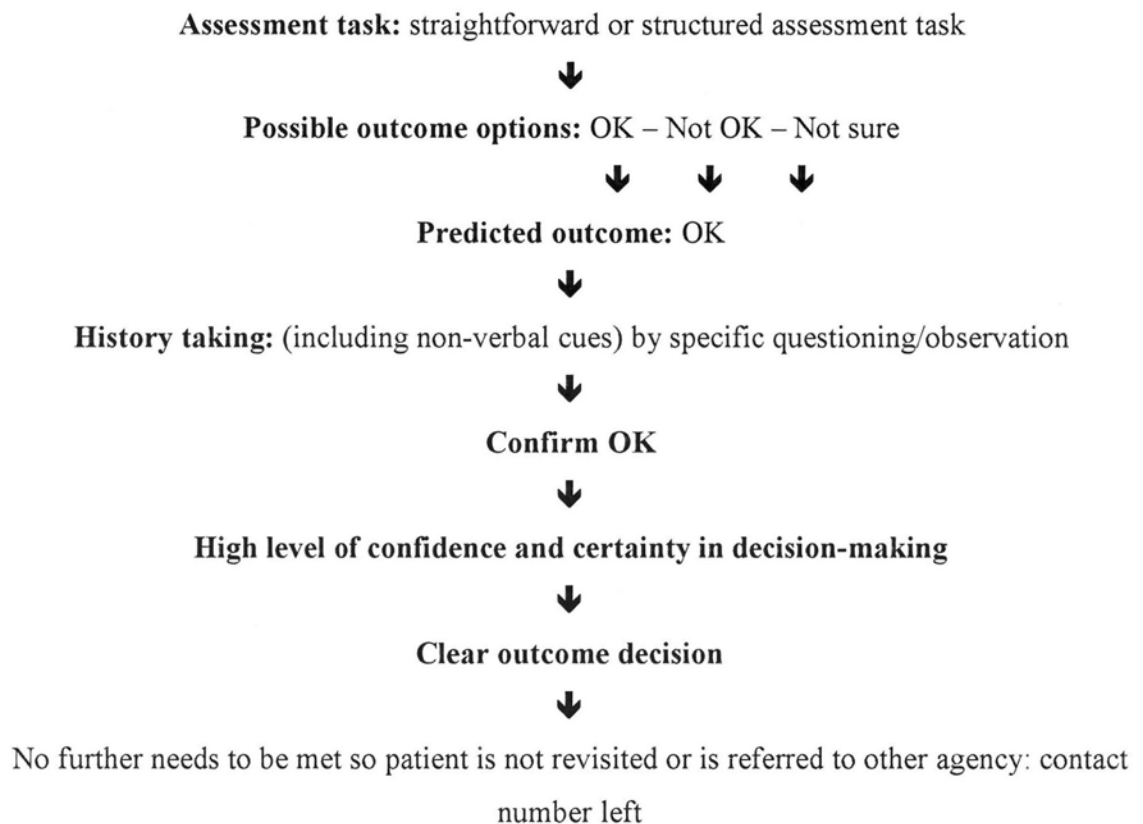 Assessment task: straightforward or structured assessment task
Possible outcome options: OK – Not OK – Not sure
Predicted outcome: OK
History taking: (including non-verbal cues) by specific questioning/observation
Confirm OK
High level of confidence and certainty in decision-making
Clear outcome decision
No further needs to be met so patient is not revisited or is referred to other agency: contact
number left